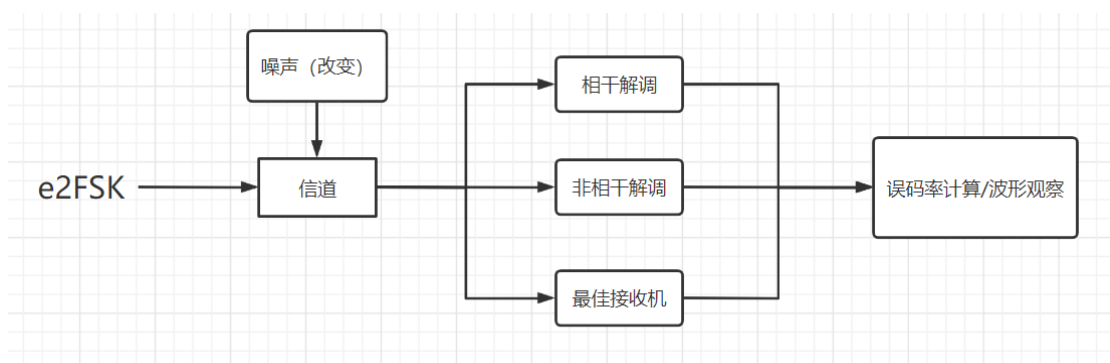 噪声（改变）
相干解调
e2FSK
信道
非相干解调
误码率计算/波形观察
最佳接收机